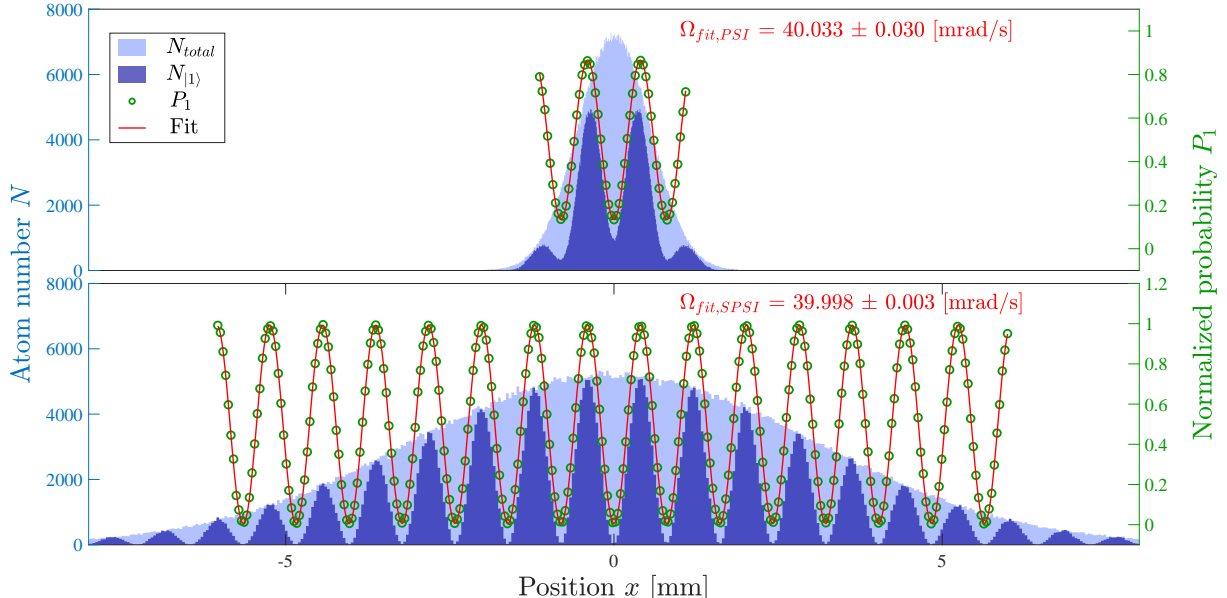 Atom number N
8000
6000
4000
2000
0
N_total
N_|1⟩
P_1
Fit
Ω_fit,PSI = 40.033 ± 0.030 [mrad/s]
1
0.8
0.6
0.4
0.2
0
Normalized probability P_1
8000
6000
4000
2000
0
Ω_fit,SPSI = 39.998 ± 0.003 [mrad/s]
1.2
1
0.8
0.6
0.4
0.2
0
-5
0
5
Position x [mm]